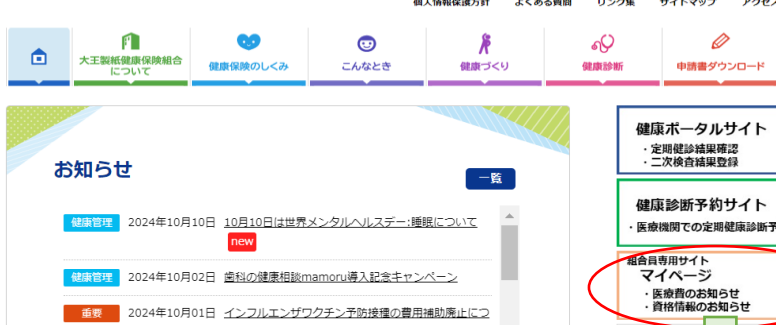 個人情報保護方針 よくある質問 リンク集 サイトマップ アクセス
大王製紙健康保険組合
について
健康保険のしくみ
こんなとき
健康づくり
健康診断
申請書ダウンロード
お知らせ
一覧
健康管理 2024年10月10日 10月10日は世界メンタルヘルスデー:睡眠について
new
健康管理 2024年10月02日 歯科の健康相談mamoru導入記念キャンペーン
重要 2024年10月01日 インフルエンザワクチン予防接種の費用補助廃止につ
健康ポータルサイト
・定期健診結果確認
・二次検査結果登録
健康診断予約サイト
・医療機関での定期健康診断予
組合員専用サイト
マイページ
・医療費のお知らせ
・資格情報のお知らせ